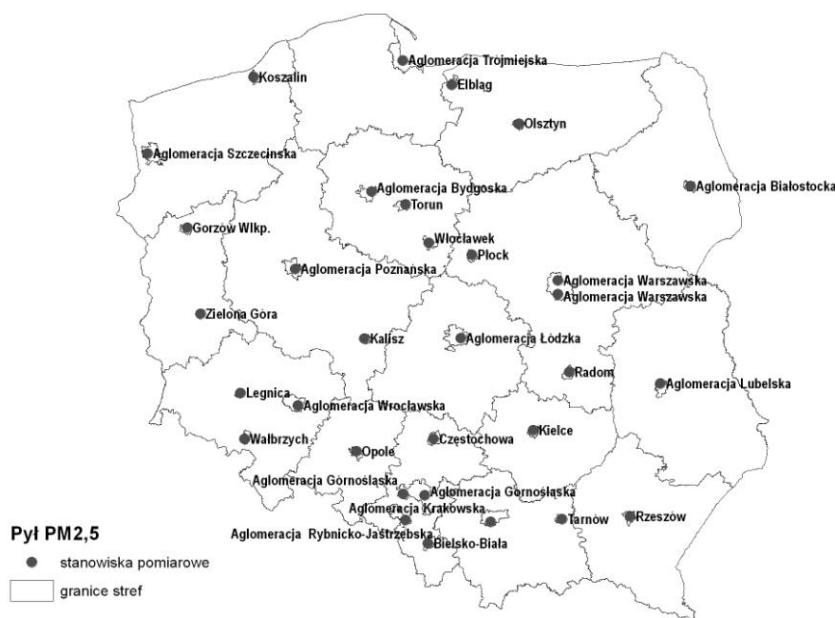 Aglomeracja Trójmiejska
Koszalin
Elbląg
Olsztyn
Aglomeracja Szczecinska
Aglomeracja Bydgoska
Aglomeracja Białostocka
Torun
Gorzów Wlkp.
Włocławek
Płock
Aglomeracja Poznańska
Aglomeracja Warszawska
Aglomeracja Warszawska
Zielona Góra
Kalisz
Aglomeracja Łódzka
Radom
Aglomeracja Lubelska
Legnica
Aglomeracja Wrocławska
Wałbrzych
Częstochowa
Kielce
Opole
Aglomeracja Górnośląska
Aglomeracja Górnośląska
Aglomeracja Krakowska
Tarnów
Rzeszów
Aglomeracja Rybnicko-Jastrzębska
Bielsko-Biała
Pył PM2,5
stanowiska pomiarowe
granice stref